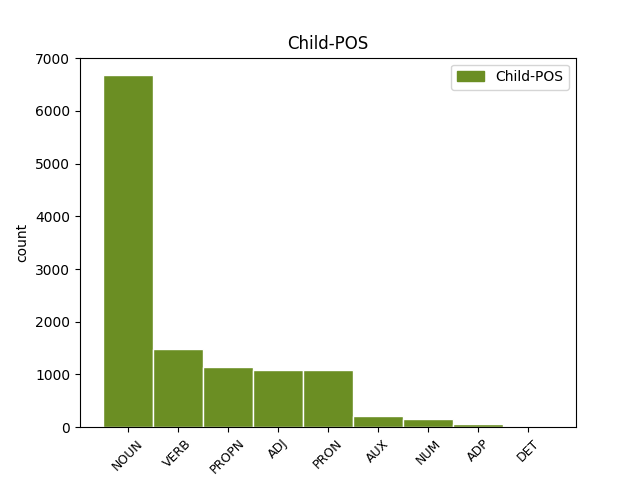 Child-POS
Child-POS
7000
6000
5000
4000
3000
2000
1000
0
count
NOUN
VERB
PROPN
ADJ
PRON
AUX
NUM
ADP
DET